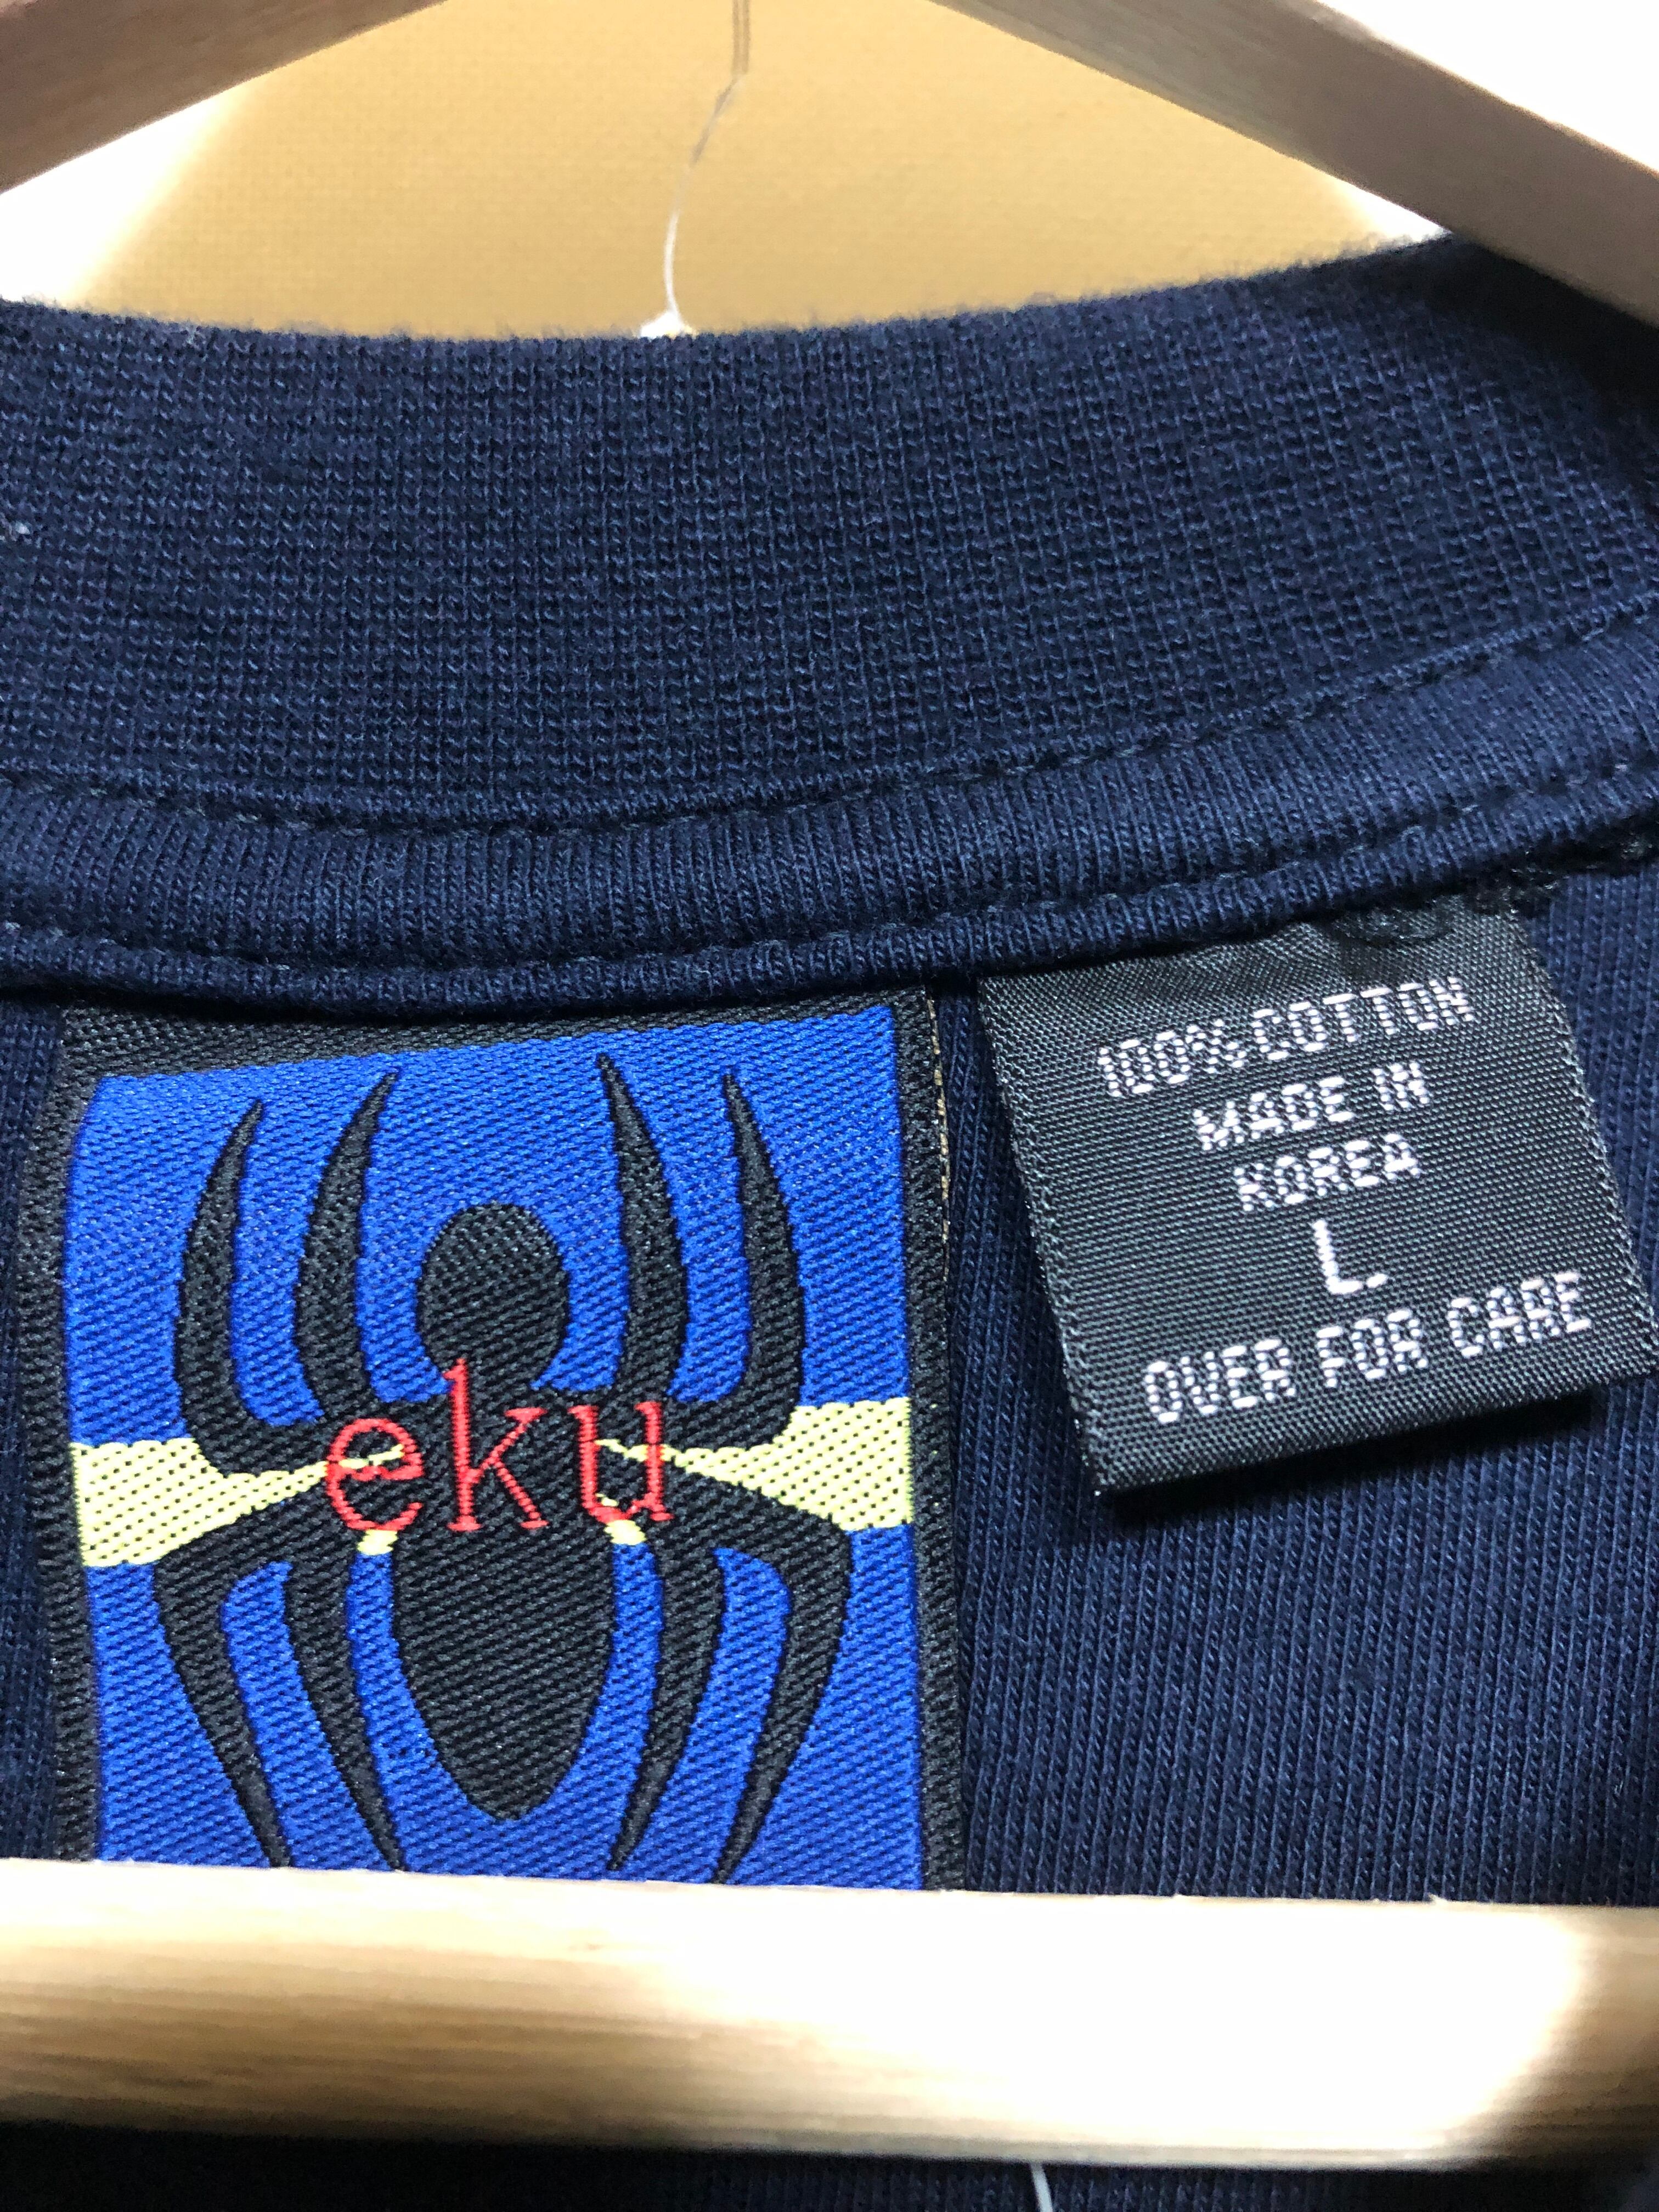 eku
100% COTTON
MADE IN
KOREA
L
OVER FOR CARE